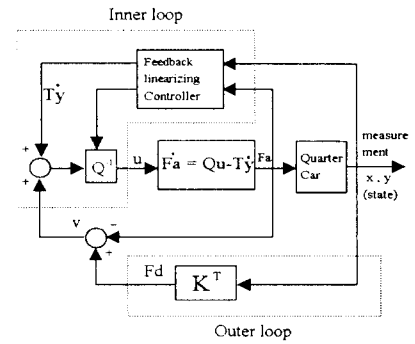 Inner loop
Feedback
linearizing
Controller
Tẏ
+
+
Q⁻¹
u
Ḟa = Qu-Tẏ
Fa
Quarter
Car
measure
ment
x , y
(state)
v
−
+
Fd
K^T
Outer loop